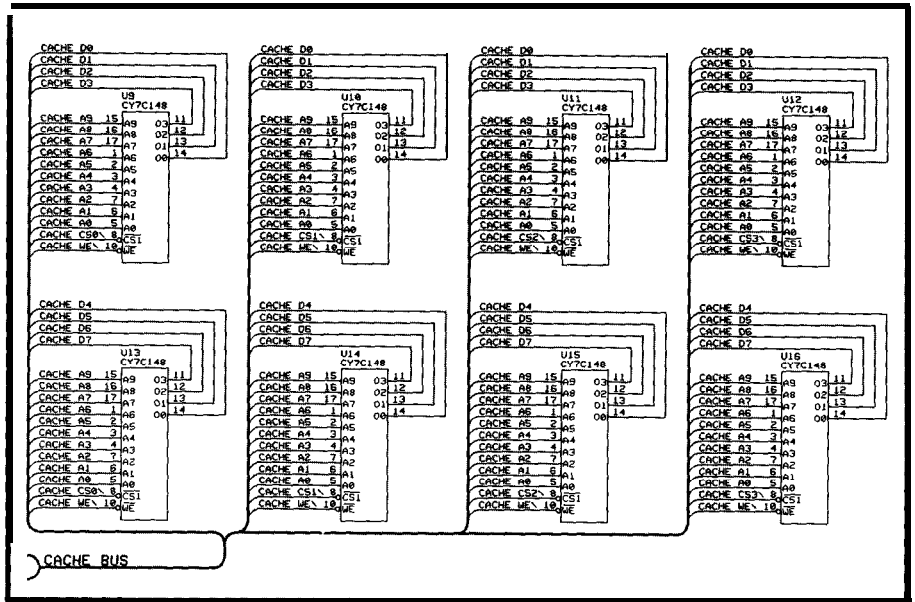 CACHE D0
CACHE D1
CACHE D2
CACHE D3
U9
CY7C148
CACHE A9 15 A9 O3 11
CACHE A8 16 A8 O2 12
CACHE A7 17 A7 O1 13
CACHE A6 1 A6 O0 14
CACHE A5 2 A5
CACHE A4 3 A4
CACHE A3 4 A3
CACHE A2 7 A2
CACHE A1 6 A1
CACHE A0 5 A0
CACHE CS0\ 8 CS1
CACHE WE\ 10 WE
CACHE D0
CACHE D1
CACHE D2
CACHE D3
U10
CY7C148
CACHE A9 15 A9 O3 11
CACHE A8 16 A8 O2 12
CACHE A7 17 A7 O1 13
CACHE A6 1 A6 O0 14
CACHE A5 2 A5
CACHE A4 3 A4
CACHE A3 4 A3
CACHE A2 7 A2
CACHE A1 6 A1
CACHE A0 5 A0
CACHE CS1\ 8 CS1
CACHE WE\ 10 WE
CACHE D0
CACHE D1
CACHE D2
CACHE D3
U11
CY7C148
CACHE A9 15 A9 O3 11
CACHE A8 16 A8 O2 12
CACHE A7 17 A7 O1 13
CACHE A6 1 A6 O0 14
CACHE A5 2 A5
CACHE A4 3 A4
CACHE A3 4 A3
CACHE A2 7 A2
CACHE A1 6 A1
CACHE A0 5 A0
CACHE CS2\ 8 CS1
CACHE WE\ 10 WE
CACHE D0
CACHE D1
CACHE D2
CACHE D3
U12
CY7C148
CACHE A9 15 A9 O3 11
CACHE A8 16 A8 O2 12
CACHE A7 17 A7 O1 13
CACHE A6 1 A6 O0 14
CACHE A5 2 A5
CACHE A4 3 A4
CACHE A3 4 A3
CACHE A2 7 A2
CACHE A1 6 A1
CACHE A0 5 A0
CACHE CS3\ 8 CS1
CACHE WE\ 10 WE
CACHE D4
CACHE D5
CACHE D6
CACHE D7
U13
CY7C148
CACHE A9 15 A9 O3 11
CACHE A8 16 A8 O2 12
CACHE A7 17 A7 O1 13
CACHE A6 1 A6 O0 14
CACHE A5 2 A5
CACHE A4 3 A4
CACHE A3 4 A3
CACHE A2 7 A2
CACHE A1 6 A1
CACHE A0 5 A0
CACHE CS0\ 8 CS1
CACHE WE\ 10 WE
CACHE D4
CACHE D5
CACHE D6
CACHE D7
U14
CY7C148
CACHE A9 15 A9 O3 11
CACHE A8 16 A8 O2 12
CACHE A7 17 A7 O1 13
CACHE A6 1 A6 O0 14
CACHE A5 2 A5
CACHE A4 3 A4
CACHE A3 4 A3
CACHE A2 7 A2
CACHE A1 6 A1
CACHE A0 5 A0
CACHE CS1\ 8 CS1
CACHE WE\ 10 WE
CACHE D4
CACHE D5
CACHE D6
CACHE D7
U15
CY7C148
CACHE A9 15 A9 O3 11
CACHE A8 16 A8 O2 12
CACHE A7 17 A7 O1 13
CACHE A6 1 A6 O0 14
CACHE A5 2 A5
CACHE A4 3 A4
CACHE A3 4 A3
CACHE A2 7 A2
CACHE A1 6 A1
CACHE A0 5 A0
CACHE CS2\ 8 CS1
CACHE WE\ 10 WE
CACHE D4
CACHE D5
CACHE D6
CACHE D7
U16
CY7C148
CACHE A9 15 A9 O3 11
CACHE A8 16 A8 O2 12
CACHE A7 17 A7 O1 13
CACHE A6 1 A6 O0 14
CACHE A5 2 A5
CACHE A4 3 A4
CACHE A3 4 A3
CACHE A2 7 A2
CACHE A1 6 A1
CACHE A0 5 A0
CACHE CS3\ 8 CS1
CACHE WE\ 10 WE
CACHE BUS